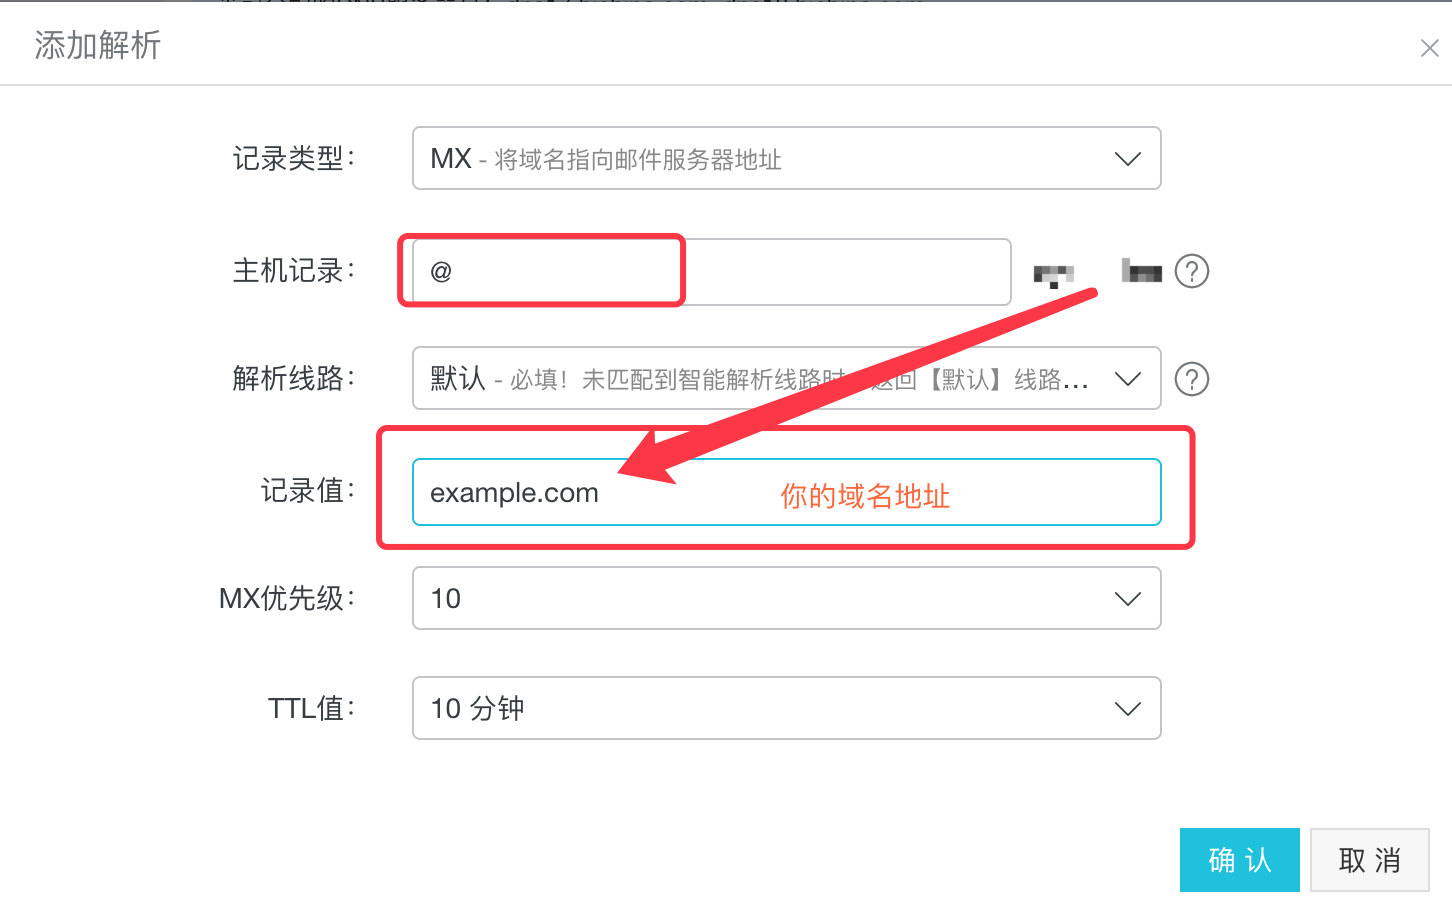 添加解析
记录类型：
MX - 将域名指向邮件服务器地址
主机记录：
@
解析线路：
默认 - 必填！未匹配到智能解析线路时 返回【默认】线路...
记录值：
example.com
你的域名地址
MX优先级：
10
TTL值：
10 分钟
确 认
取 消